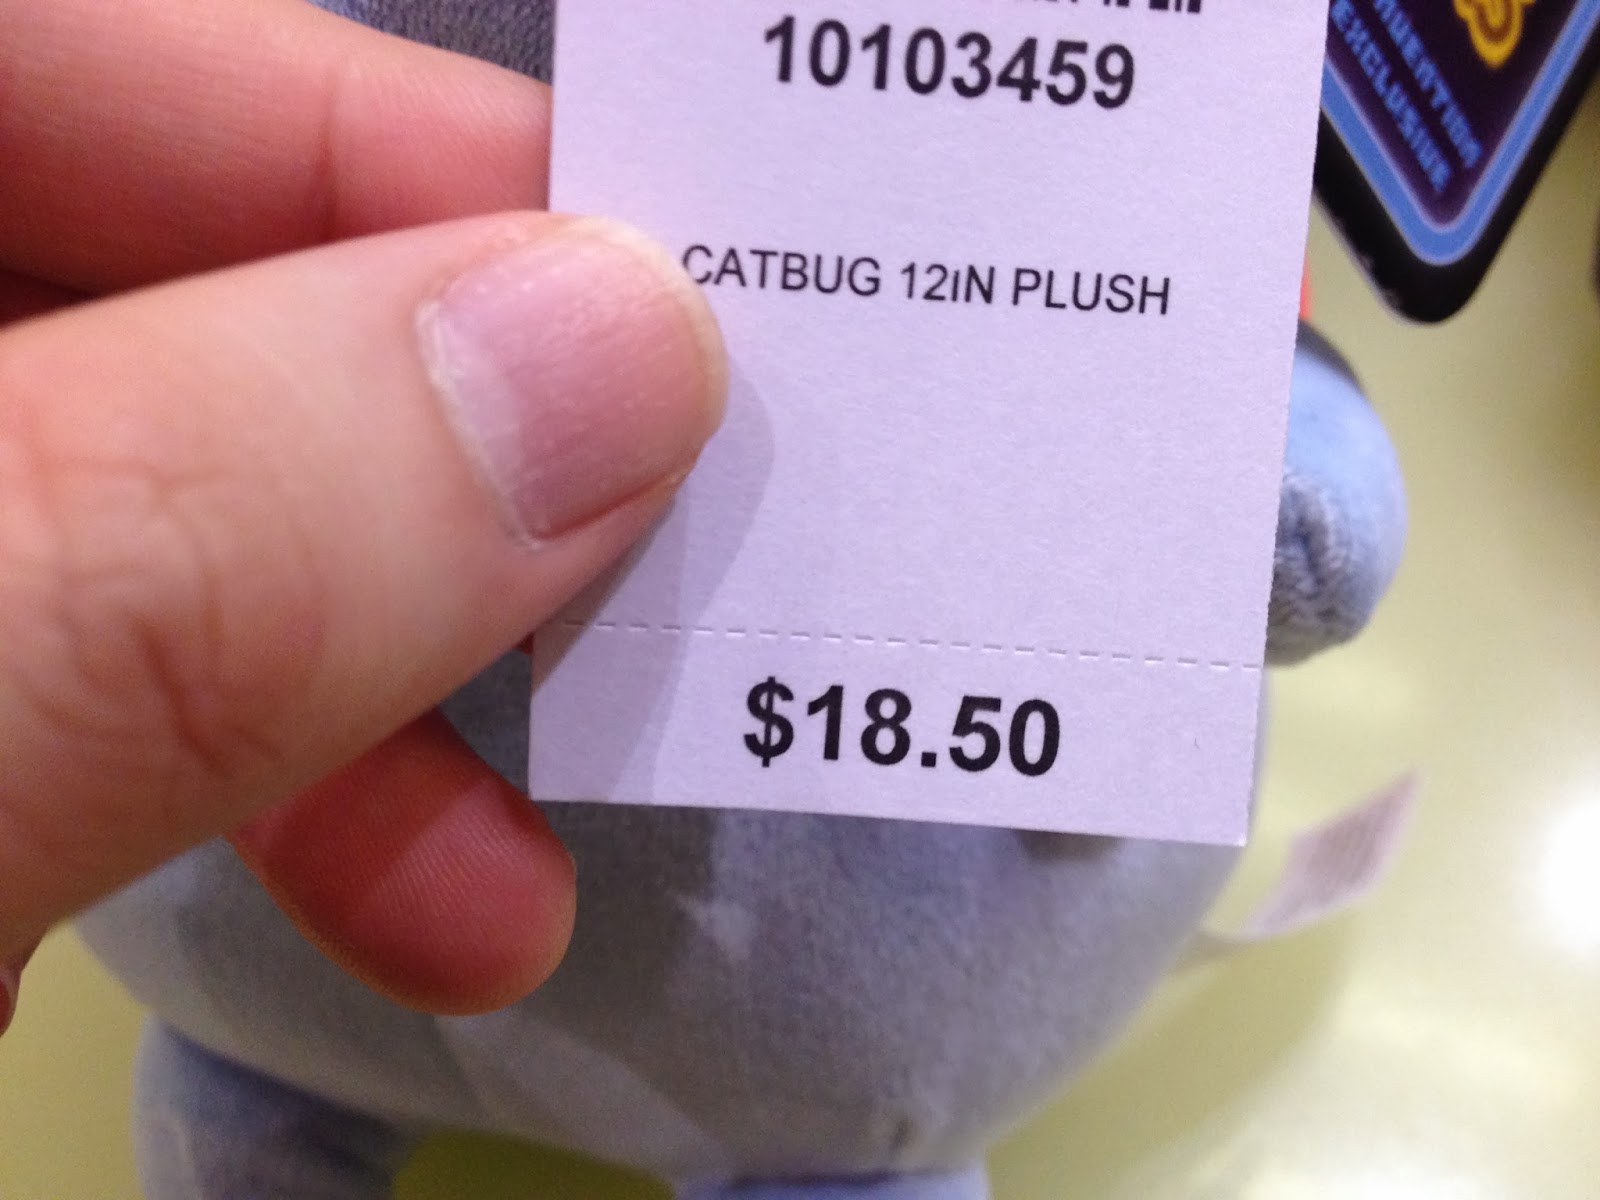 10103459
CATBUG 12iN PLUSH
$18.50
EXCLUSIVE